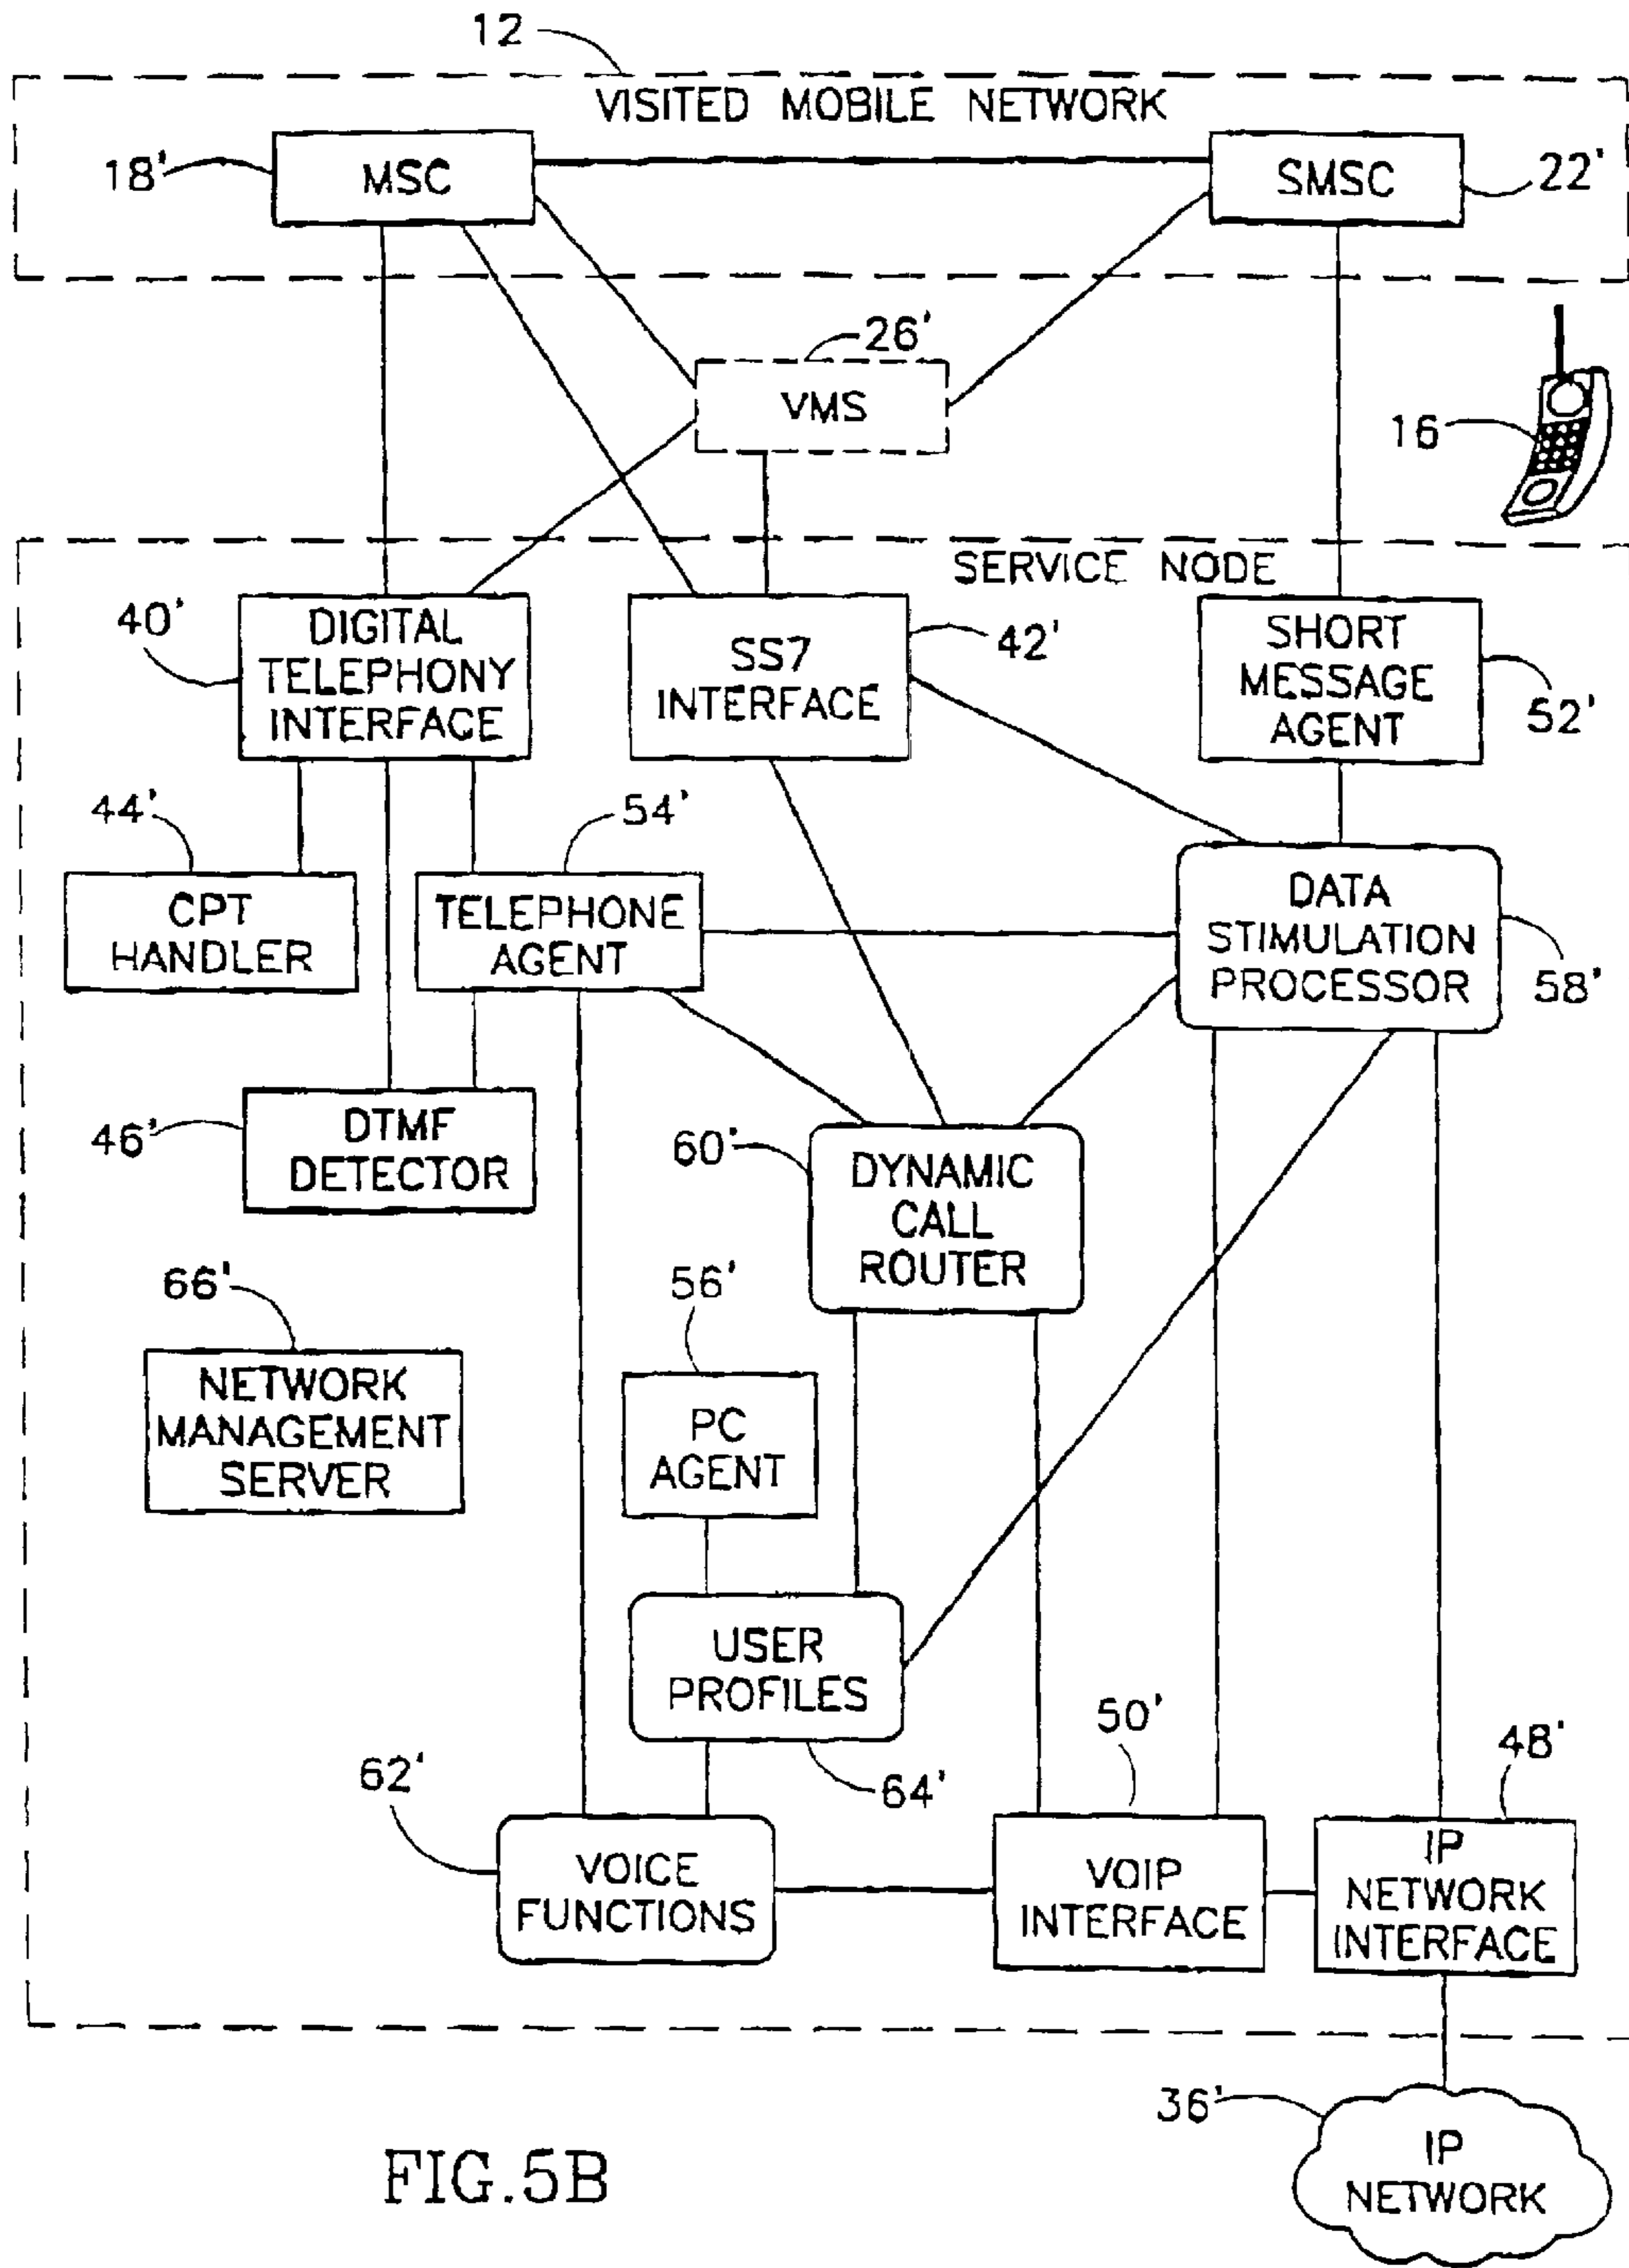 12
VISITED MOBILE NETWORK
18'
MSC
SMSC
22'
26'
VMS
16
SERVICE NODE
40'
DIGITAL
TELEPHONY
INTERFACE
SS7
INTERFACE
42'
SHORT
MESSAGE
AGENT
52'
44'
54'
CPT
HANDLER
TELEPHONE
AGENT
DATA
STIMULATION
PROCESSOR
58'
46'
DTMF
DETECTOR
60'
DYNAMIC
CALL
ROUTER
66'
56'
NETWORK
MANAGEMENT
SERVER
PC
AGENT
USER
PROFILES
64'
50'
48'
62'
VOICE
FUNCTIONS
VOIP
INTERFACE
IP
NETWORK
INTERFACE
36'
IP
NETWORK
FIG.5B